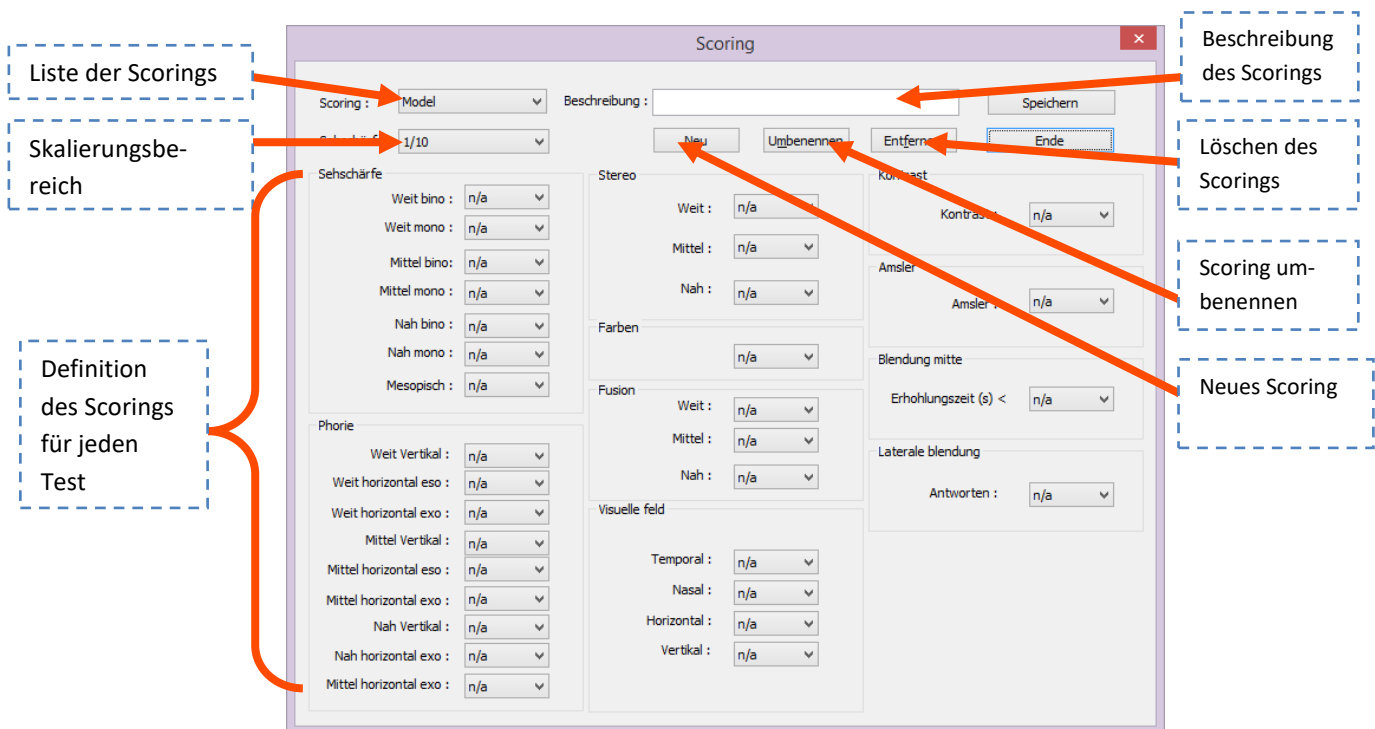 Scoring
Liste der Scorings
Skalierungsbe-
reich
Definition
des Scorings
für jeden
Test
Beschreibung
des Scorings
Löschen des
Scorings
Scoring um-
benennen
Neues Scoring
Scoring : Model Beschreibung : Speichern
1/10 Neu Umbenennen Ende
Sehschärfe
Weit bino : n/a
Weit mono : n/a
Mittel bino: n/a
Mittel mono : n/a
Nah bino : n/a
Nah mono : n/a
Mesopisch : n/a
Phorie
Weit Vertikal : n/a
Weit horizontal eso : n/a
Weit horizontal exo : n/a
Mittel Vertikal : n/a
Mittel horizontal eso : n/a
Mittel horizontal exo : n/a
Nah Vertikal : n/a
Nah horizontal exo : n/a
Mittel horizontal exo : n/a
Stereo
Weit : n/a
Mittel : n/a
Nah : n/a
Farben
n/a
Fusion
Weit : n/a
Mittel : n/a
Nah : n/a
Visuelle feld
Temporal : n/a
Nasal : n/a
Horizontal : n/a
Vertikal : n/a
Kontrast
Kontrast : n/a
Amsler
Amsler : n/a
Blendung mitte
Erhohlungszeit (s) < n/a
Laterale blendung
Antworten : n/a